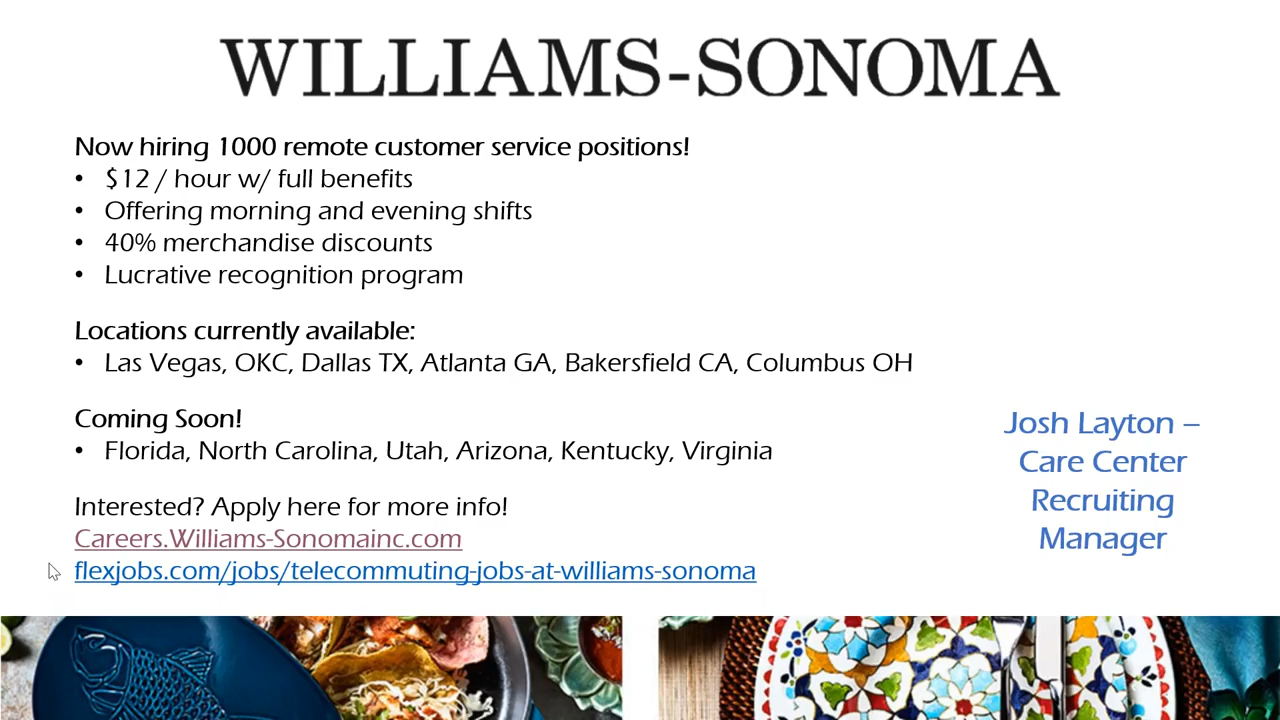 WILLIAMS-SONOMA
Now hiring 1000 remote customer service positions!
• $12 / hour w/ full benefits
• Offering morning and evening shifts
• 40% merchandise discounts
• Lucrative recognition program
Locations currently available:
• Las Vegas, OKC, Dallas TX, Atlanta GA, Bakersfield CA, Columbus OH
Coming Soon!
• Florida, North Carolina, Utah, Arizona, Kentucky, Virginia
Interested? Apply here for more info!
Careers.Williams-Sonomainc.com
flexjobs.com/jobs/telecommuting-jobs-at-williams-sonoma
Josh Layton –
Care Center
Recruiting
Manager